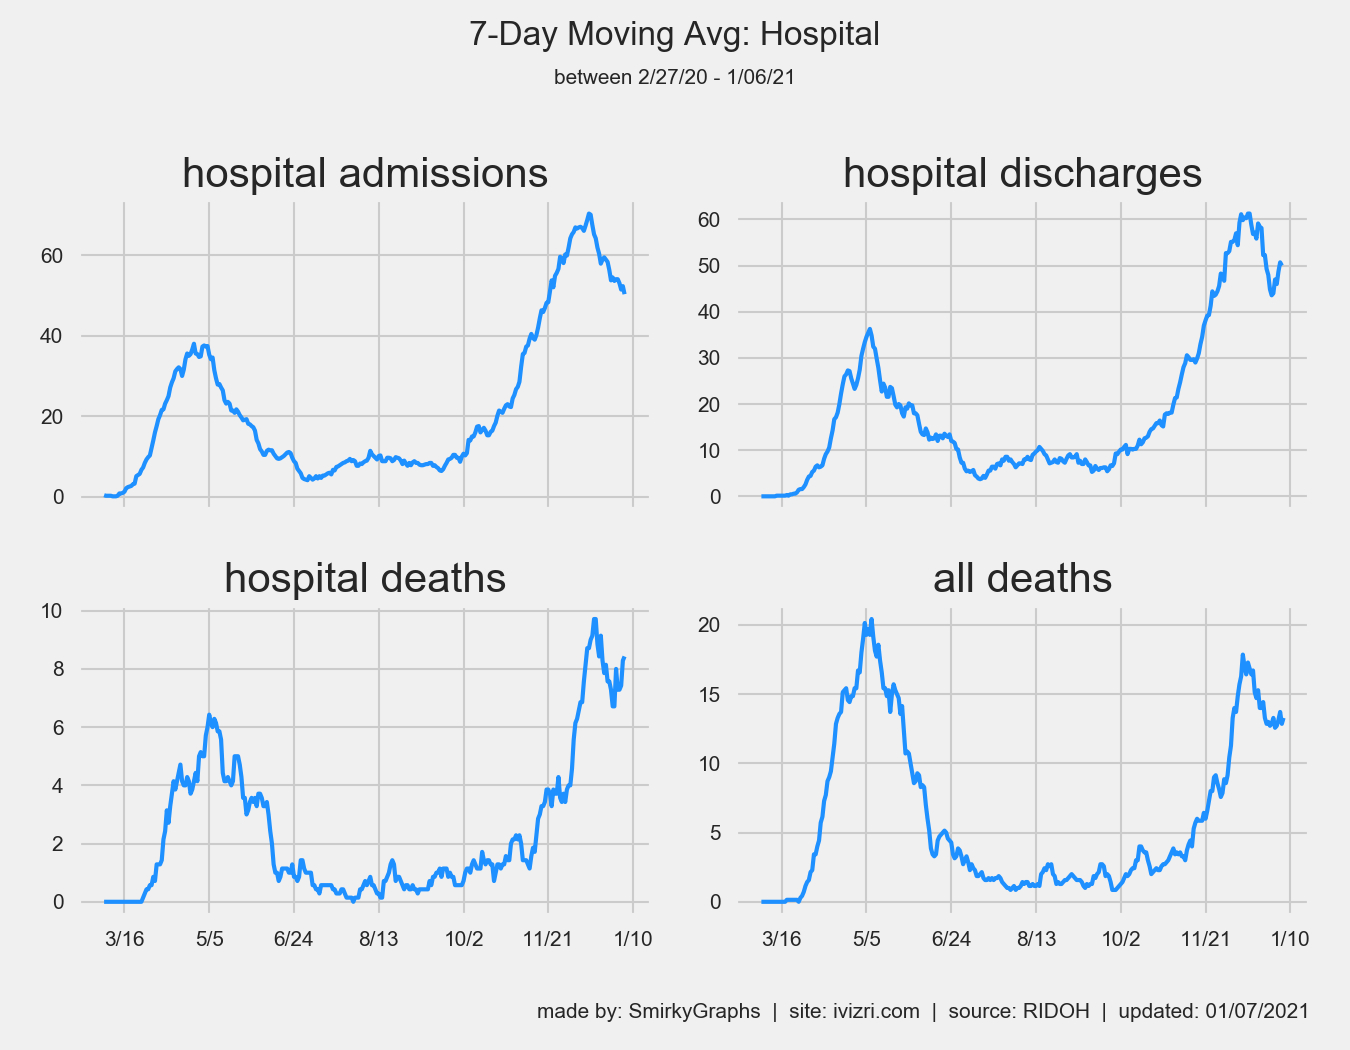 7-Day Moving Avg: Hospital
between 2/27/20 - 1/06/21
hospital admissions
60
40
20
0
hospital discharges
60
50
40
30
20
10
0
hospital deaths
10
8
6
4
2
0
3/16 5/5 6/24 8/13 10/2 11/21 1/10
all deaths
20
15
10
5
0
3/16 5/5 6/24 8/13 10/2 11/21 1/10
made by: SmirkyGraphs | site: ivizri.com | source: RIDOH | updated: 01/07/2021